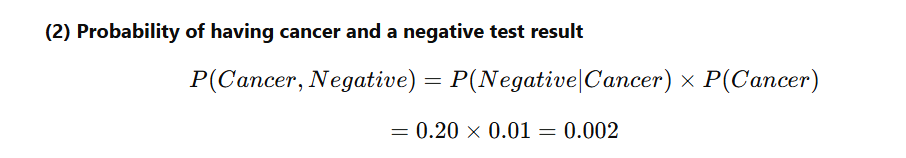 (2) Probability of having cancer and a negative test result
P(Cancer, Negative) = P(Negative|Cancer) × P(Cancer)
= 0.20 × 0.01 = 0.002